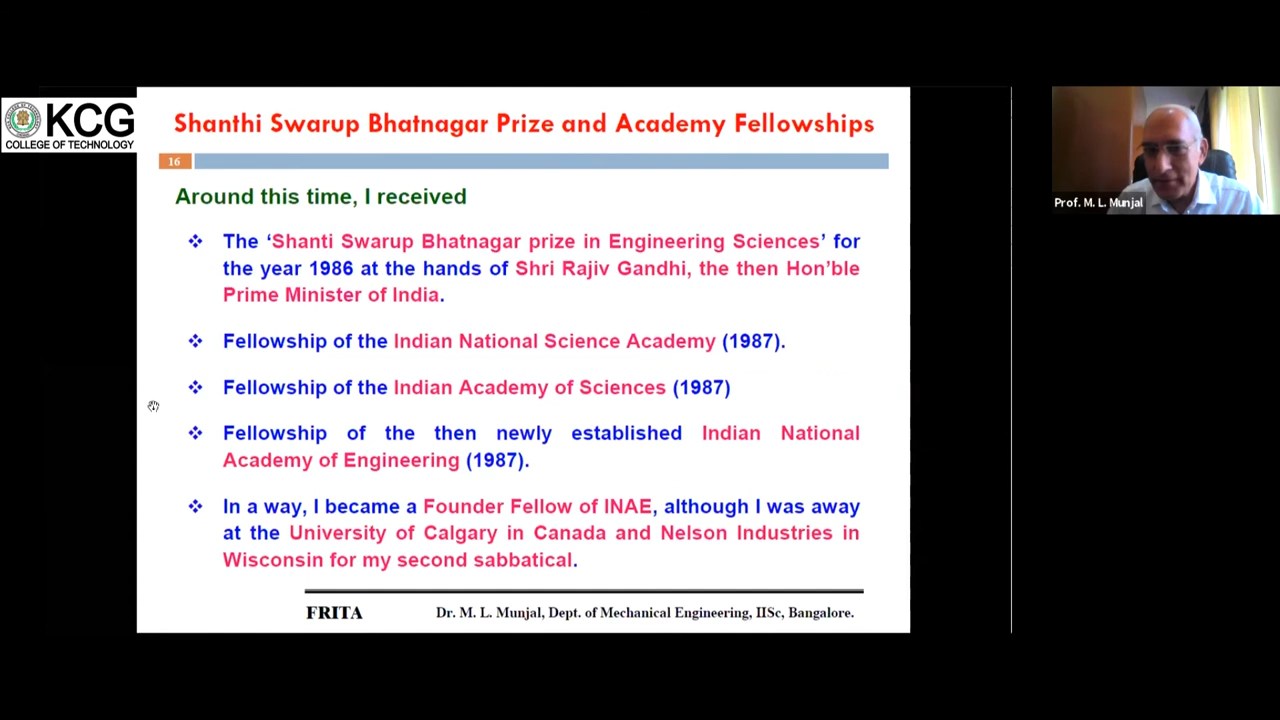 KCG
COLLEGE OF TECHNOLOGY
Shanthi Swarup Bhatnagar Prize and Academy Fellowships
16
Around this time, I received
❖ The ‘Shanti Swarup Bhatnagar prize in Engineering Sciences’ for
the year 1986 at the hands of Shri Rajiv Gandhi, the then Hon’ble
Prime Minister of India.
❖ Fellowship of the Indian National Science Academy (1987).
❖ Fellowship of the Indian Academy of Sciences (1987)
❖ Fellowship of the then newly established Indian National
Academy of Engineering (1987).
❖ In a way, I became a Founder Fellow of INAE, although I was away
at the University of Calgary in Canada and Nelson Industries in
Wisconsin for my second sabbatical.
FRITA Dr. M. L. Munjal, Dept. of Mechanical Engineering, IISc, Bangalore.
Prof. M. L. Munjal